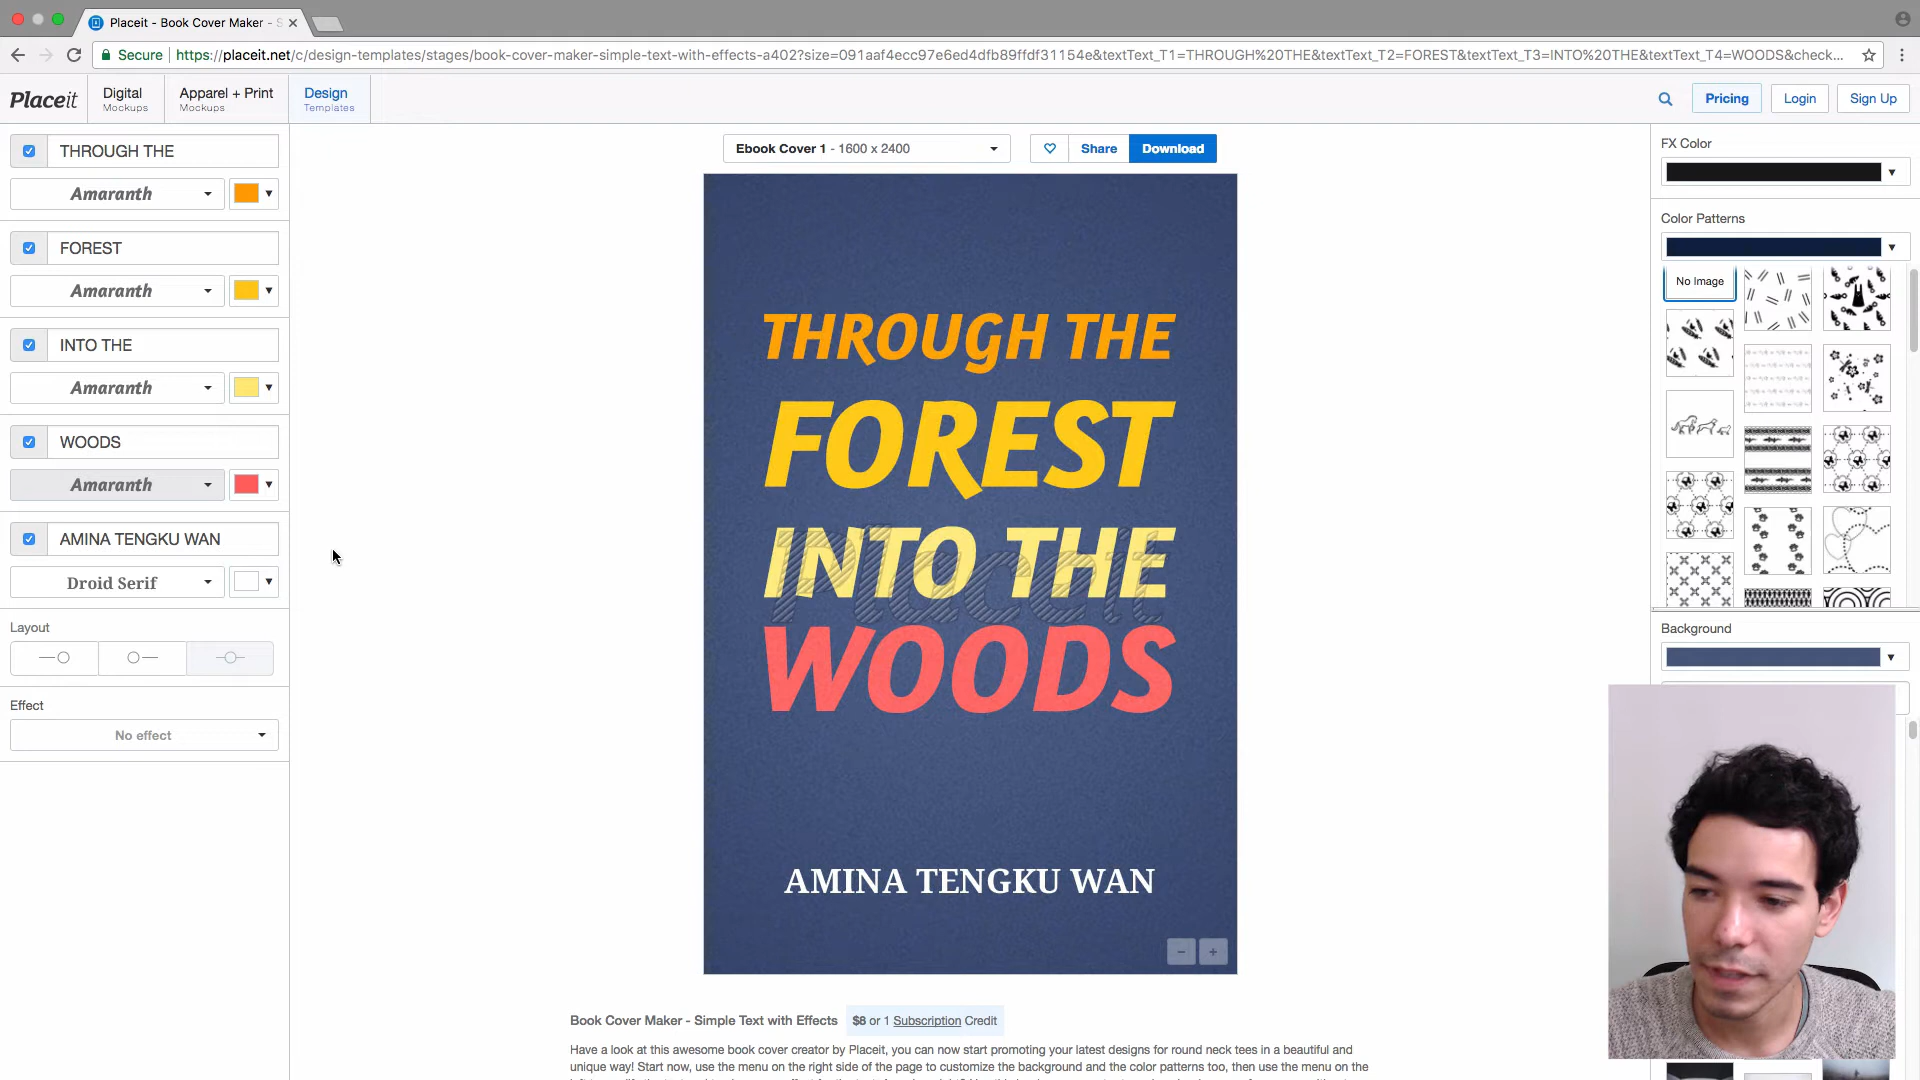 Placeit - Book Cover Maker - S
Secure
https://placeit.net/c/design-templates/stages/book-cover-maker-simple-text-with-effects-a402?size=091aaf4ecc97e6ed4dfb89ffdf31154e&textText_T1=THROUGH%20THE&textText_T2=FOREST&textText_T3=INTO%20THE&textText_T4=WOODS&check...
Placeit
Digital
Mockups
Apparel + Print
Mockups
Design
Templates
Pricing
Login
Sign Up
THROUGH THE
Amaranth
FOREST
Amaranth
INTO THE
Amaranth
WOODS
Amaranth
AMINA TENGKU WAN
Droid Serif
Layout
Effect
No effect
Ebook Cover 1 - 1600 x 2400
Share
Download
THROUGH THE
FOREST
INTO THE
Placeit
WOODS
AMINA TENGKU WAN
Book Cover Maker - Simple Text with Effects
$8 or 1 Subscription Credit
Have a look at this awesome book cover creator by Placeit, you can now start promoting your latest designs for round neck tees in a beautiful and
unique way! Start now, use the menu on the right side of the page to customize the background and the color patterns too, then use the menu on the
FX Color
Color Patterns
No Image
Background